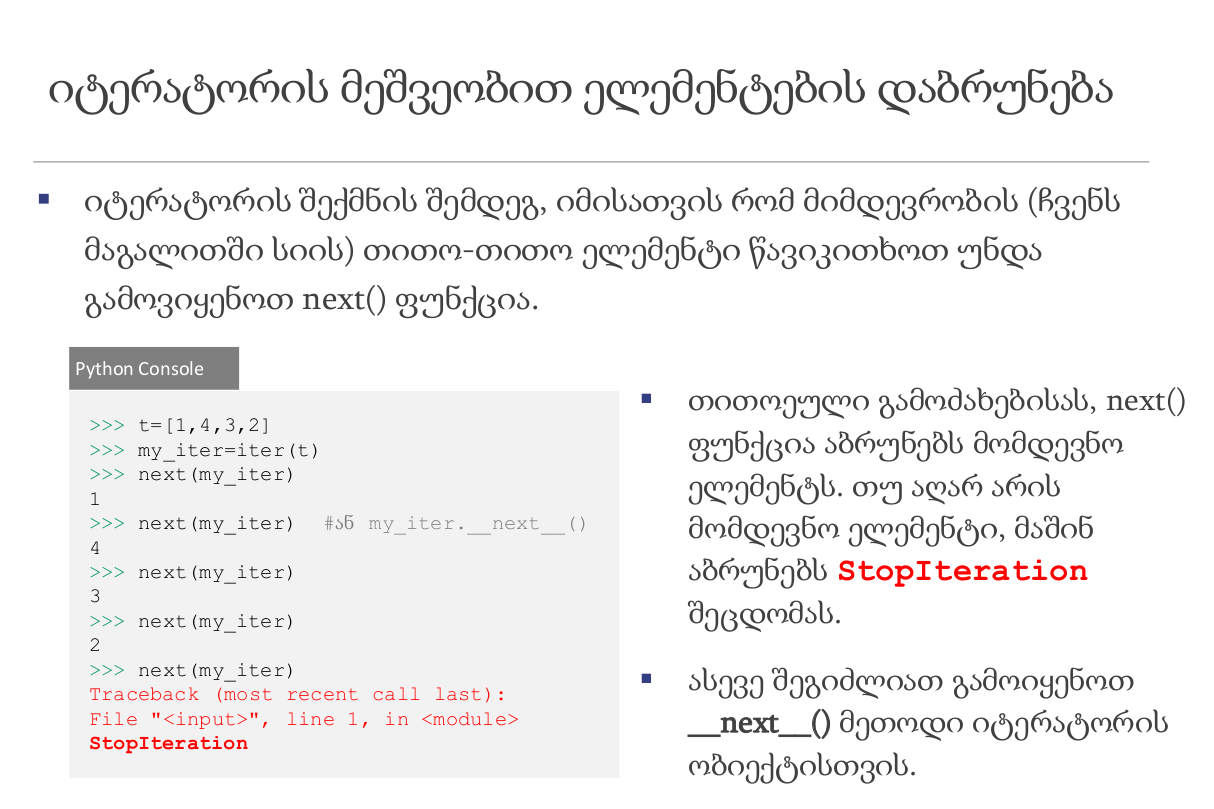 იტერატორის მეშვეობით ელემენტების დაბრუნება
▪ იტერატორის შექმნის შემდეგ, იმისათვის რომ მიმდევრობის (ჩვენს
მაგალითში სიის) თითო-თითო ელემენტი წავიკითხოთ უნდა
გამოვიყენოთ next() ფუნქცია.
Python Console
>>> t=[1,4,3,2]
>>> my_iter=iter(t)
>>> next(my_iter)
1
>>> next(my_iter) #ან my_iter.__next__()
4
>>> next(my_iter)
3
>>> next(my_iter)
2
>>> next(my_iter)
Traceback (most recent call last):
File "<input>", line 1, in <module>
StopIteration
▪ თითოეული გამოძახებისას, next()
ფუნქცია აბრუნებს მომდევნო
ელემენტს. თუ აღარ არის
მომდევნო ელემენტი, მაშინ
აბრუნებს StopIteration
შეცდომას.
▪ ასევე შეგიძლიათ გამოიყენოთ
__next__() მეთოდი იტერატორის
ობიექტისთვის.